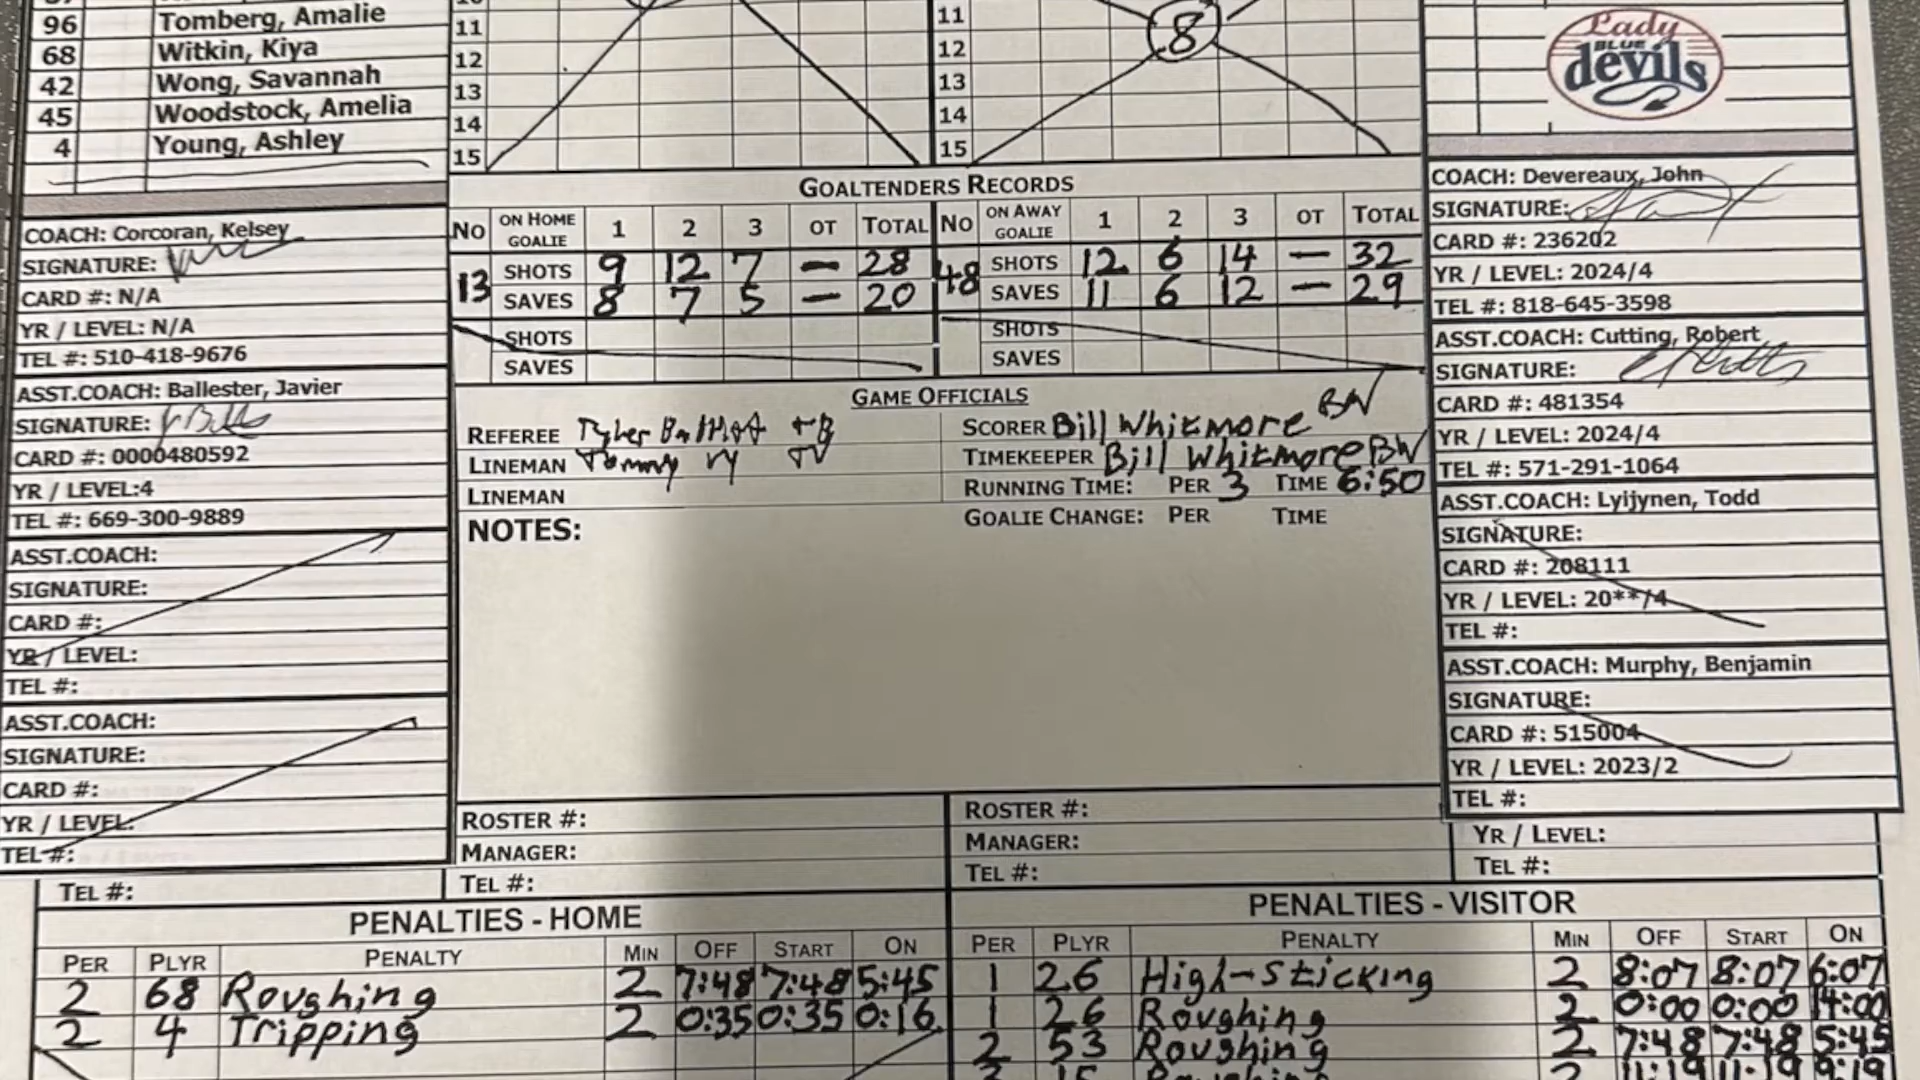 96 Tomberg, Amalie
68 Witkin, Kiya
42 Wong, Savannah
45 Woodstock, Amelia
4 Young, Ashley
COACH: Corcoran, Kelsey
SIGNATURE:
CARD #: N/A
YR / LEVEL: N/A
TEL #: 510-418-9676
ASST.COACH: Ballester, Javier
SIGNATURE:
CARD #: 0000480592
YR / LEVEL:4
TEL #: 669-300-9889
ASST.COACH:
SIGNATURE:
CARD #:
YR / LEVEL:
TEL #:
ASST.COACH:
SIGNATURE:
CARD #:
YR / LEVEL:
TEL #:
TEL #:
11
12
13
14
15
11
12
13
14
15
8
GOALTENDERS RECORDS
NO ON HOME GOALIE 1 2 3 OT TOTAL
13 SHOTS 9 12 7 — 28
SAVES 8 7 5 — 20
SHOTS
SAVES
NO ON AWAY GOALIE 1 2 3 OT TOTAL
48 SHOTS 12 6 14 — 32
SAVES 11 6 12 — 29
SHOTS
SAVES
GAME OFFICIALS
REFEREE Tyler TB
LINEMAN Tommy TV
LINEMAN
SCORER Bill Whitmore BW
TIMEKEEPER Bill Whitmore BW
RUNNING TIME: PER 3 TIME 6:50
GOALIE CHANGE: PER TIME
NOTES:
ROSTER #:
MANAGER:
TEL #:
ROSTER #:
MANAGER:
TEL #:
Lady
BLUE
devils
COACH: Devereaux, John
SIGNATURE:
CARD #: 236202
YR / LEVEL: 2024/4
TEL #: 818-645-3598
ASST.COACH: Cutting, Robert
SIGNATURE:
CARD #: 481354
YR / LEVEL: 2024/4
TEL #: 571-291-1064
ASST.COACH: Lyijynen, Todd
SIGNATURE:
CARD #: 208111
YR / LEVEL: 20**/4
TEL #:
ASST.COACH: Murphy, Benjamin
SIGNATURE:
CARD #: 515004
YR / LEVEL: 2023/2
TEL #:
YR / LEVEL:
TEL #:
PENALTIES - HOME
PER PLYR PENALTY MIN OFF START ON
2 68 Roughing 2 7:48 7:48 5:45
2 4 Tripping 2 0:35 0:35 0:16
PENALTIES - VISITOR
PER PLYR PENALTY MIN OFF START ON
1 26 High-Sticking 2 8:07 8:07 6:07
1 26 Roughing 2 0:00 0:00 14:00
2 53 Roughing 2 7:48 7:48 5:45
15 Roughing 2 11:19 11:19 9:19